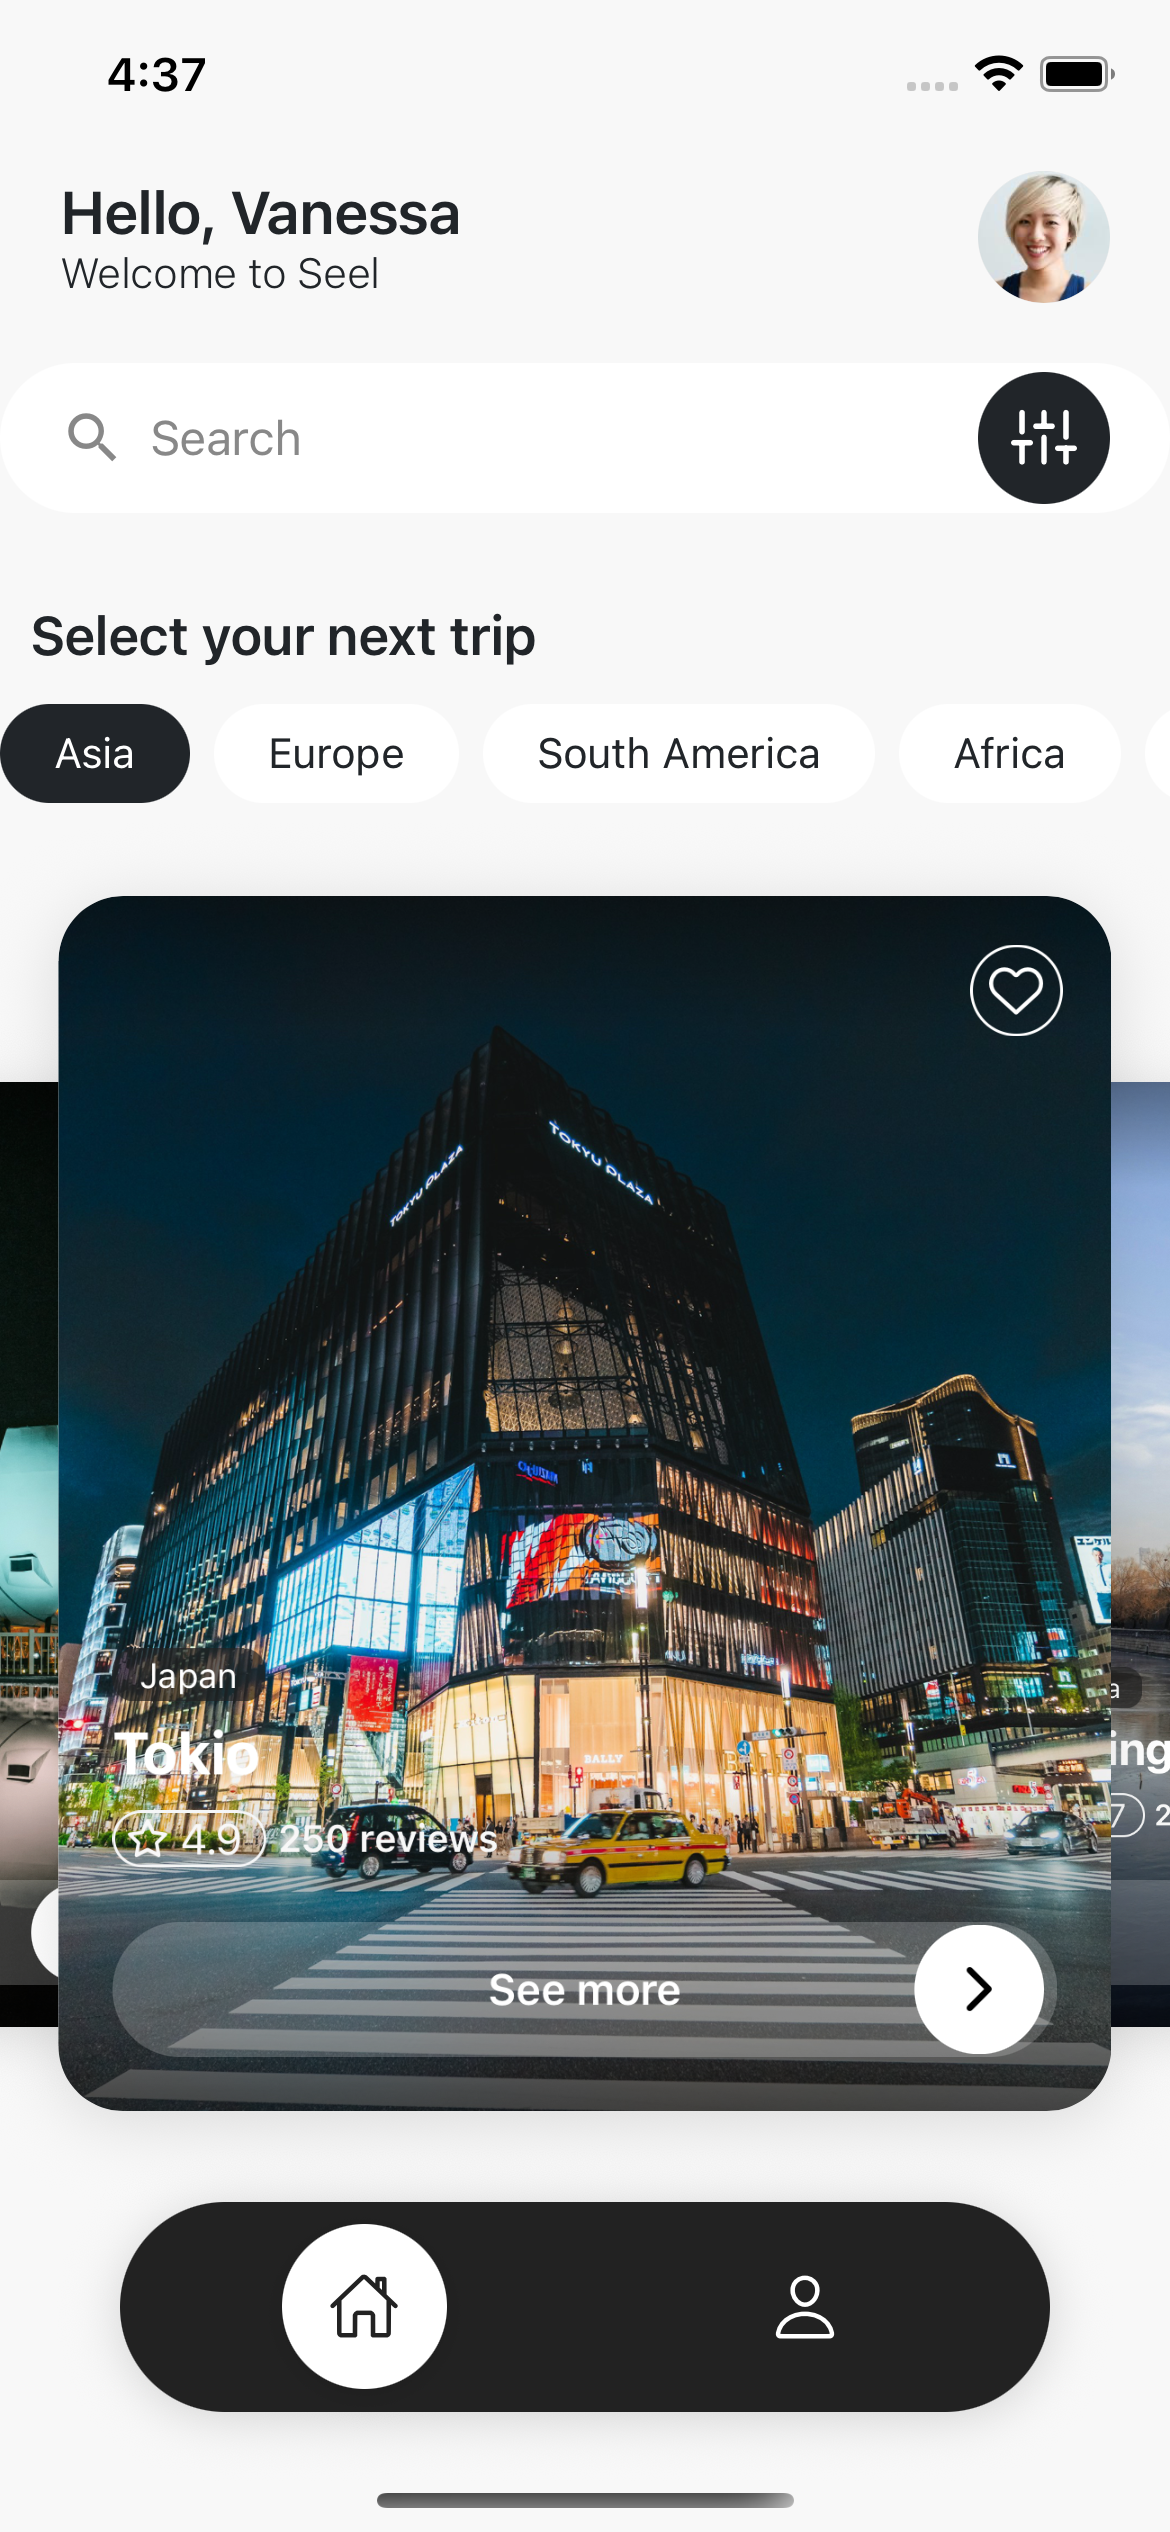 4:37
Hello, Vanessa
Welcome to Seel
Search
Select your next trip
Asia
Europe
South America
Africa
TOKYU PLAZA
TOKYU PLAZA
Japan
Tokio
BALLY
4.9
250 reviews
a
ing
7
2
See more